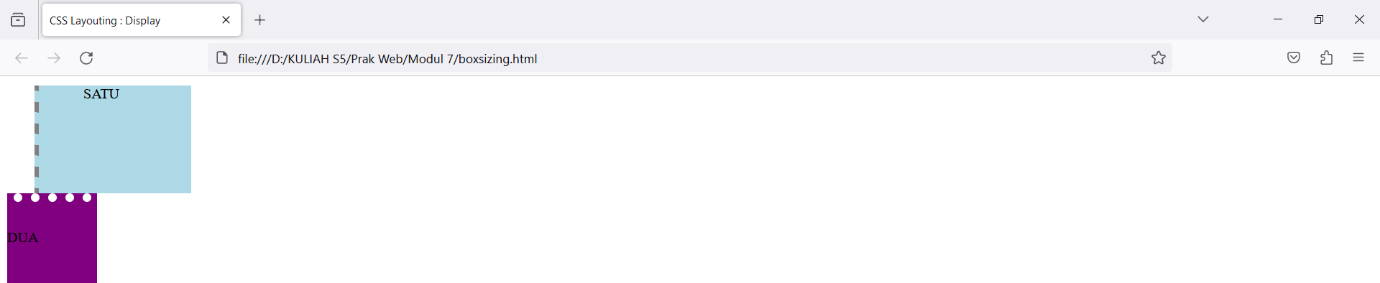 CSS Layouting : Display
file:///D:/KULIAH S5/Prak Web/Modul 7/boxsizing.html
SATU
DUA